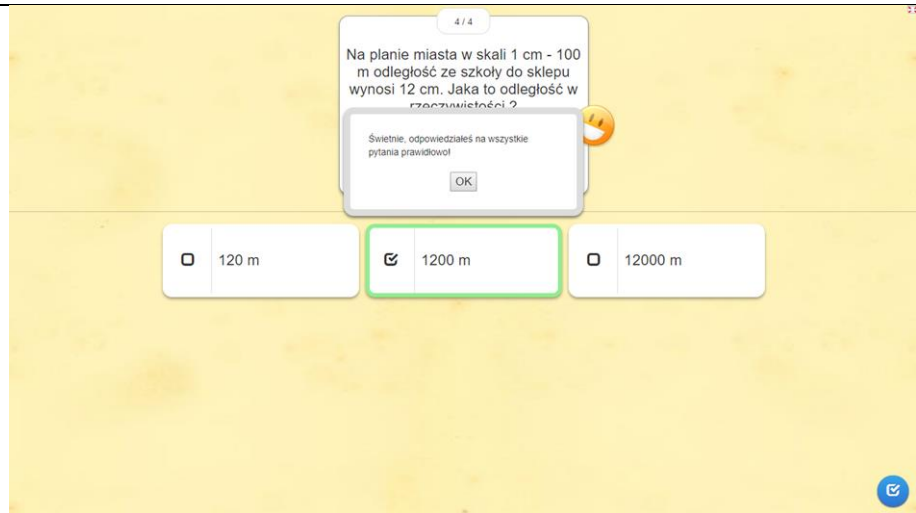 4 / 4
Na planie miasta w skali 1 cm - 100
m odległość ze szkoły do sklepu
wynosi 12 cm. Jaka to odległość w
rzeczywistości ?
Świetnie, odpowiedziałeś na wszystkie
pytania prawidłowo!
OK
120 m
1200 m
12000 m